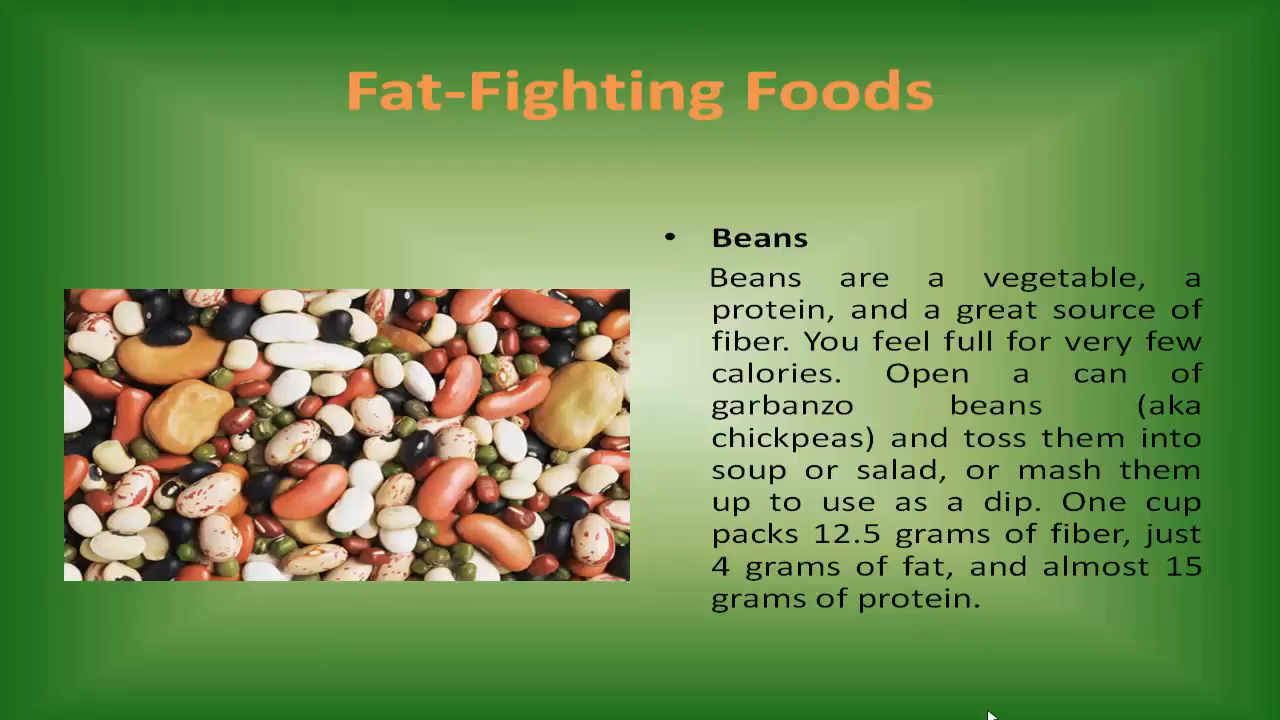 Fat-Fighting Foods
• Beans
Beans are a vegetable, a
protein, and a great source of
fiber. You feel full for very few
calories. Open a can of
garbanzo beans (aka
chickpeas) and toss them into
soup or salad, or mash them
up to use as a dip. One cup
packs 12.5 grams of fiber, just
4 grams of fat, and almost 15
grams of protein.